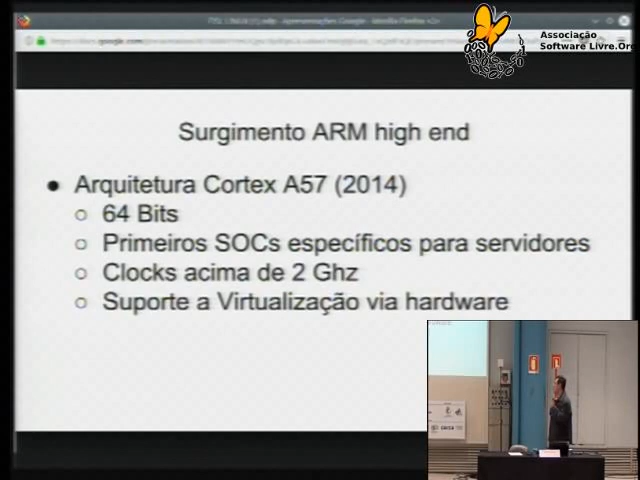 Associação
Software Livre.Org
Surgimento ARM high end
● Arquitetura Cortex A57 (2014)
○ 64 Bits
○ Primeiros SOCs específicos para servidores
○ Clocks acima de 2 Ghz
○ Suporte a Virtualização via hardware